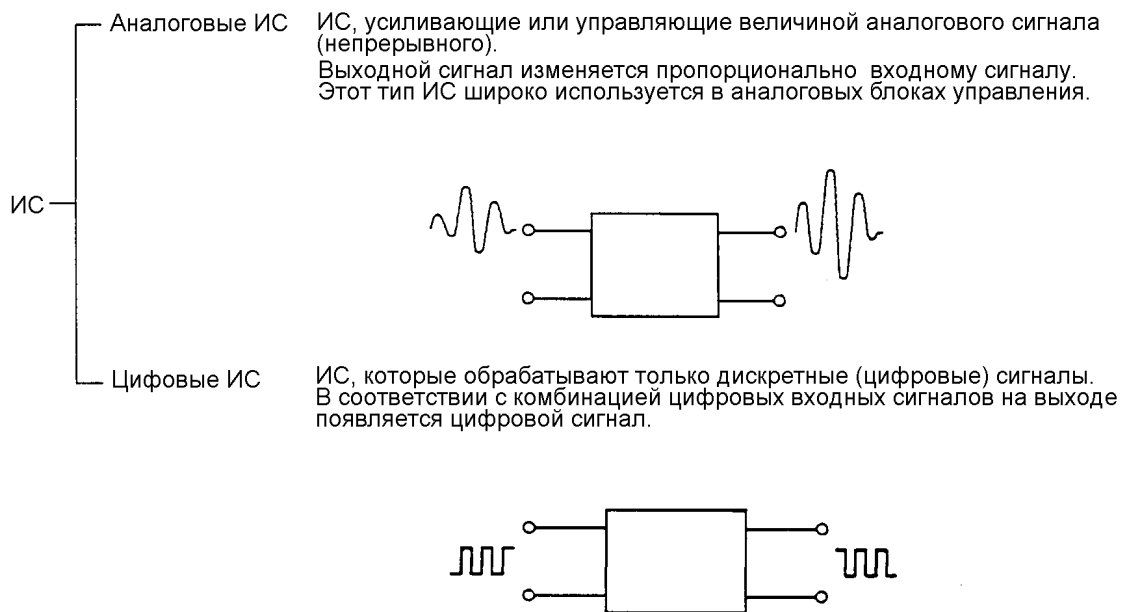 Аналоговые ИС
ИС, усиливающие или управляющие величиной аналогового сигнала
(непрерывного).
Выходной сигнал изменяется пропорционально входному сигналу.
Этот тип ИС широко используется в аналоговых блоках управления.
ИС
Цифовые ИС
ИС, которые обрабатывают только дискретные (цифровые) сигналы.
В соответствии с комбинацией цифровых входных сигналов на выходе
появляется цифровой сигнал.